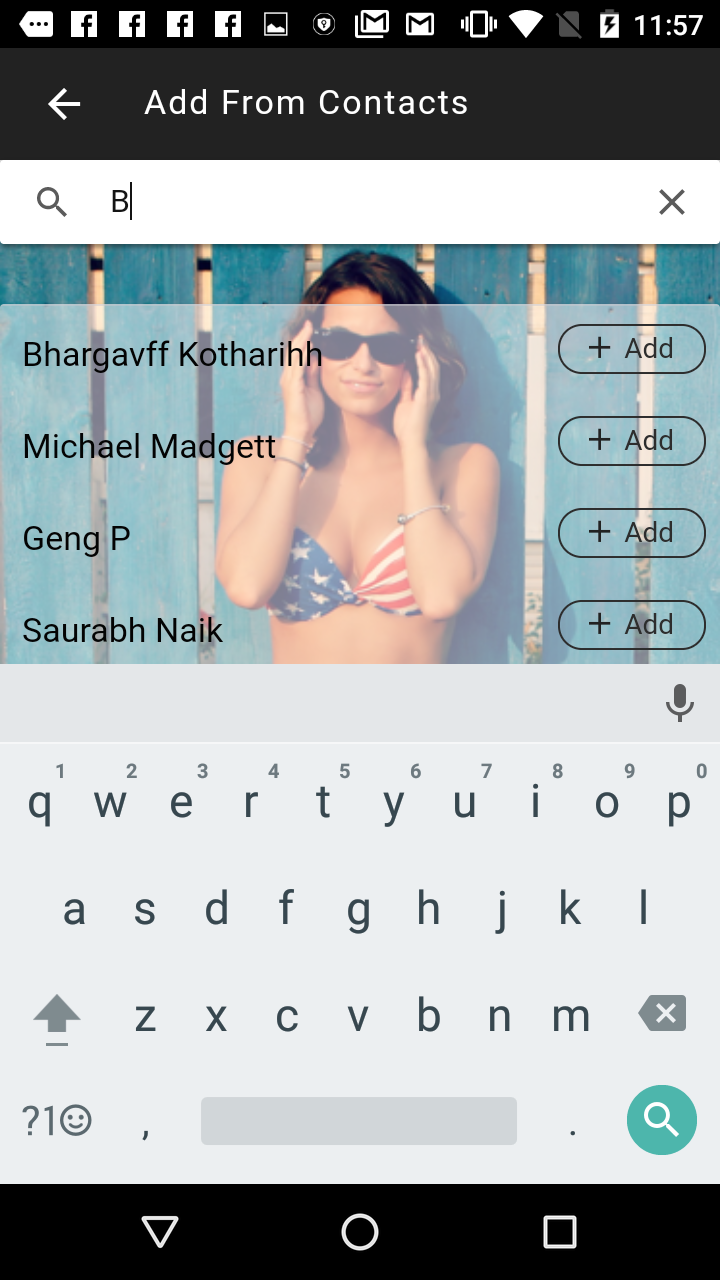 11:57
Add From Contacts
B
Bhargavff Kotharihh + Add
Michael Madgett + Add
Geng P + Add
Saurabh Naik + Add
1 2 3 4 5 6 7 8 9 0
q w e r t y u i o p
a s d f g h j k l
z x c v b n m
?1 , .